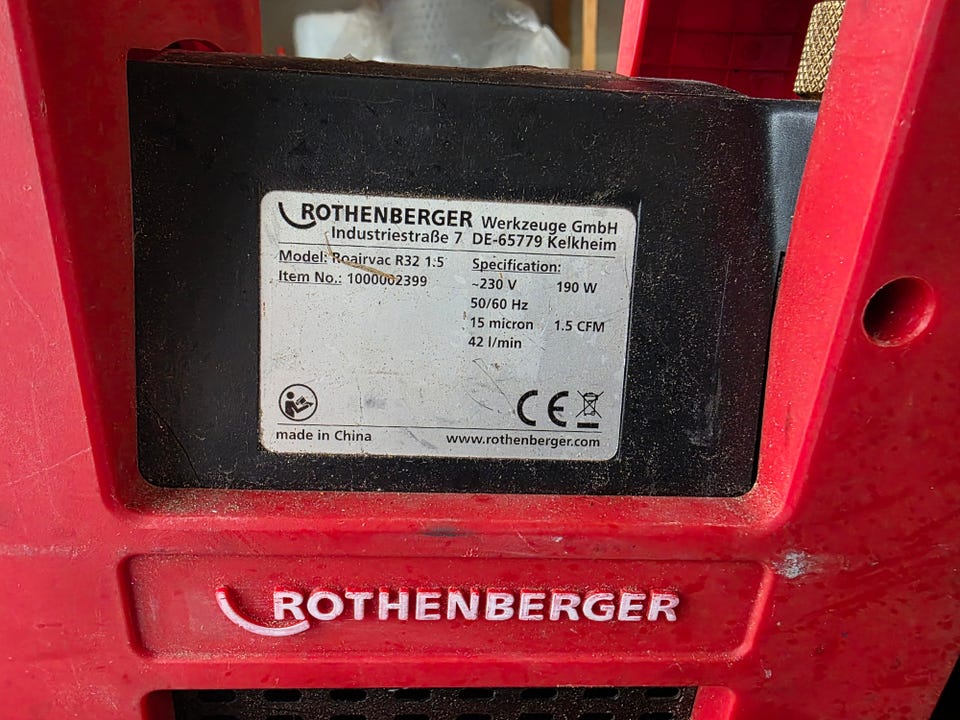 ROTHENBERGER Werkzeuge GmbH
Industriestraße 7 DE-65779 Kelkheim
Model: Roairvac R32 1.5
Item No.: 1000002399
Specification:
~230 V 190 W
50/60 Hz
15 micron 1.5 CFM
42 l/min
CE
made in China www.rothenberger.com
ROTHENBERGER